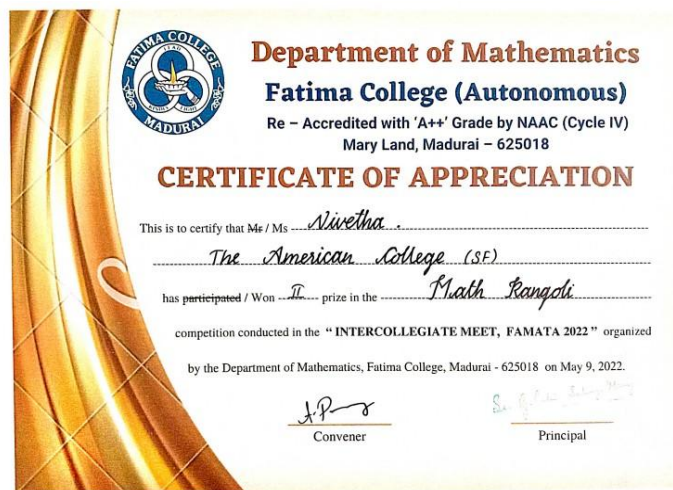 FATIMA COLLEGE
LEAD
KINDLY LIGHT
MADURAI
Department of Mathematics
Fatima College (Autonomous)
Re – Accredited with 'A++' Grade by NAAC (Cycle IV)
Mary Land, Madurai – 625018
CERTIFICATE OF APPRECIATION
This is to certify that Mr / Ms Nivetha .
The American College (SF)
has participated / Won II prize in the Math Rangoli
competition conducted in the " INTERCOLLEGIATE MEET, FAMATA 2022 " organized
by the Department of Mathematics, Fatima College, Madurai - 625018 on May 9, 2022.
Convener
Principal